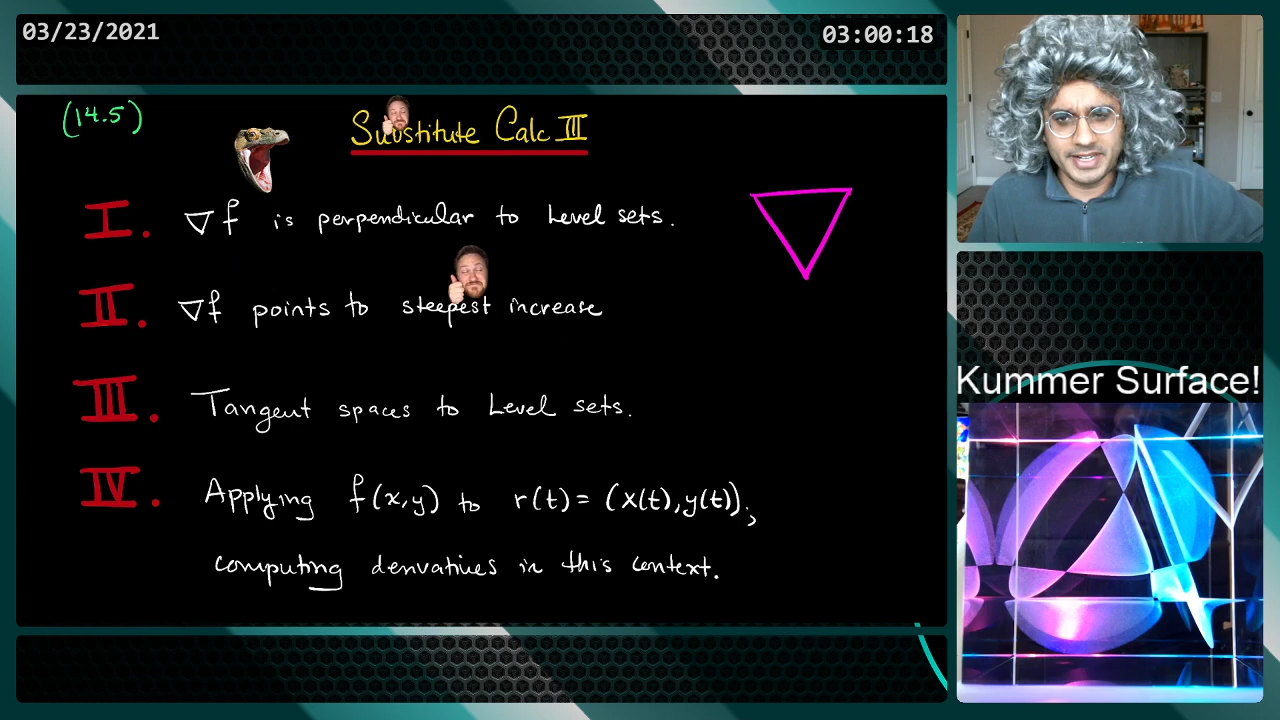 03/23/2021
03:00:18
(14.5)
Substitute Calc III
I. ∇f is perpendicular to Level sets.
II. ∇f points to steepest increase
III. Tangent spaces to Level sets.
IV. Applying f(x,y) to r(t) = (x(t), y(t));
computing derivatives in this context.
Kummer Surface!